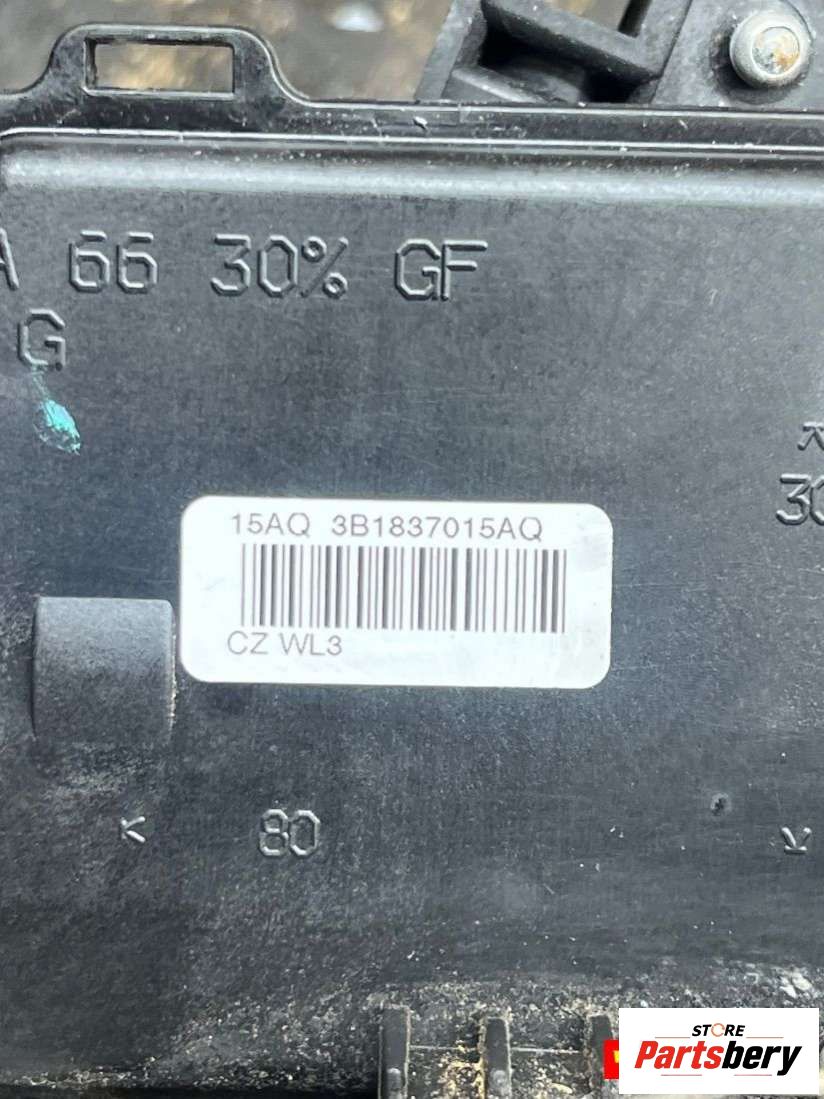 A 66 30% GF
G
30
15AQ 3B1837015AQ
CZ WL3
80
STORE
Partsbery